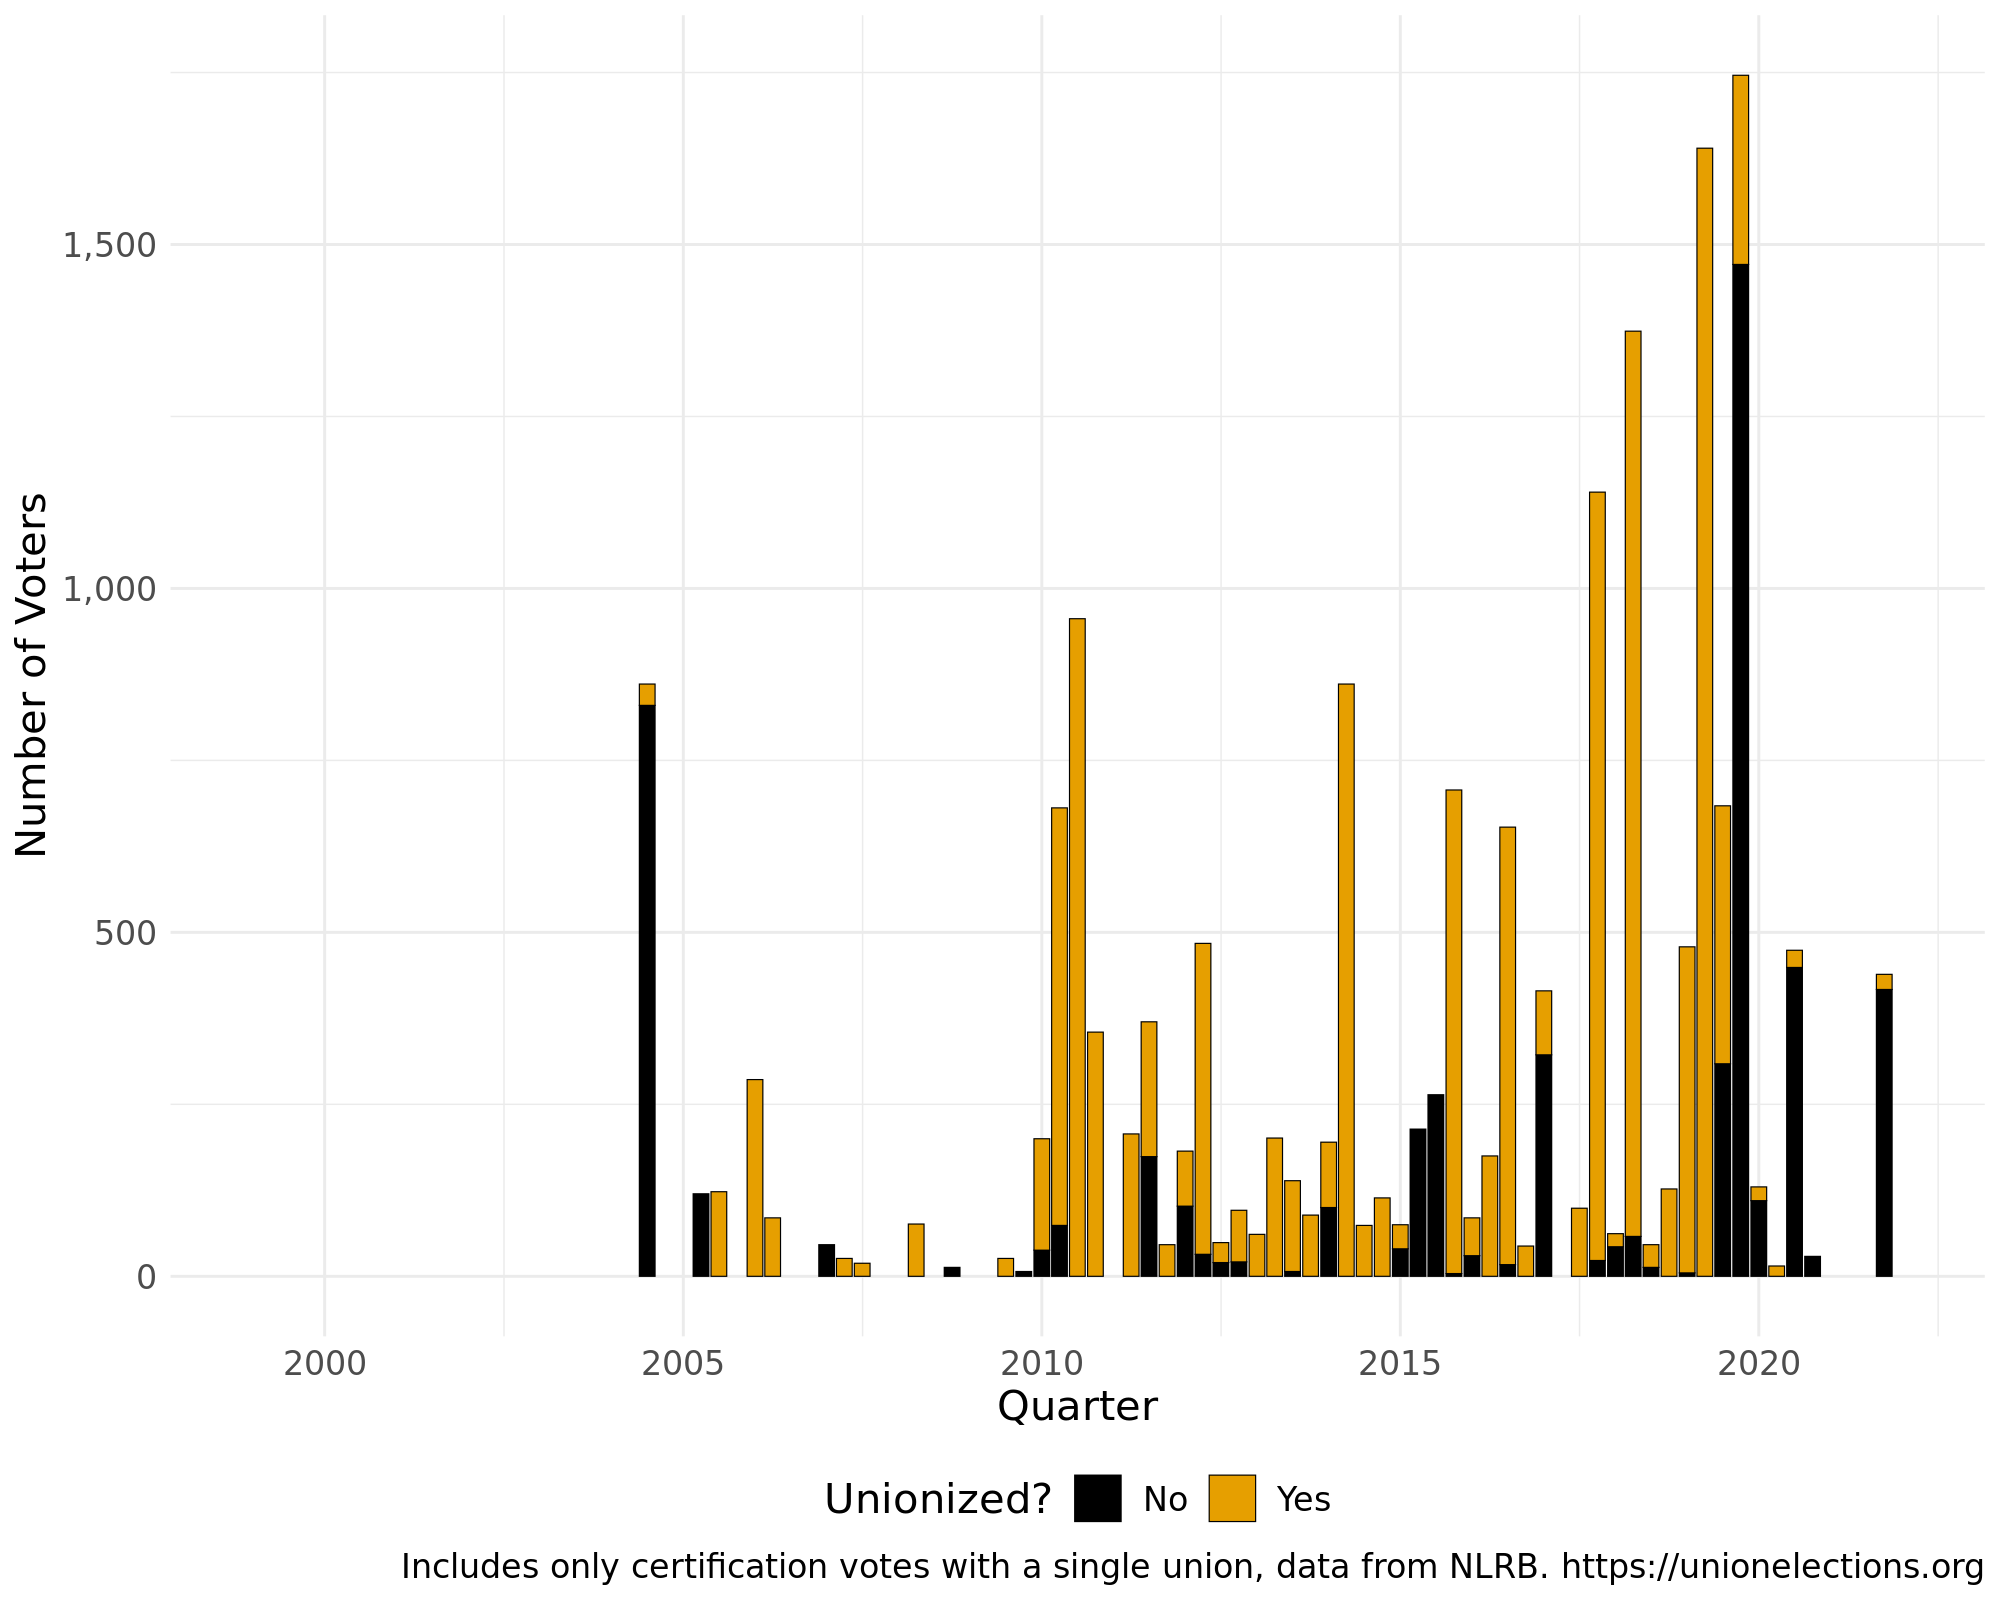 Number of Voters
1,500
1,000
500
0
2000 2005 2010 2015 2020
Quarter
Unionized? No Yes
Includes only certification votes with a single union, data from NLRB. https://unionelections.org